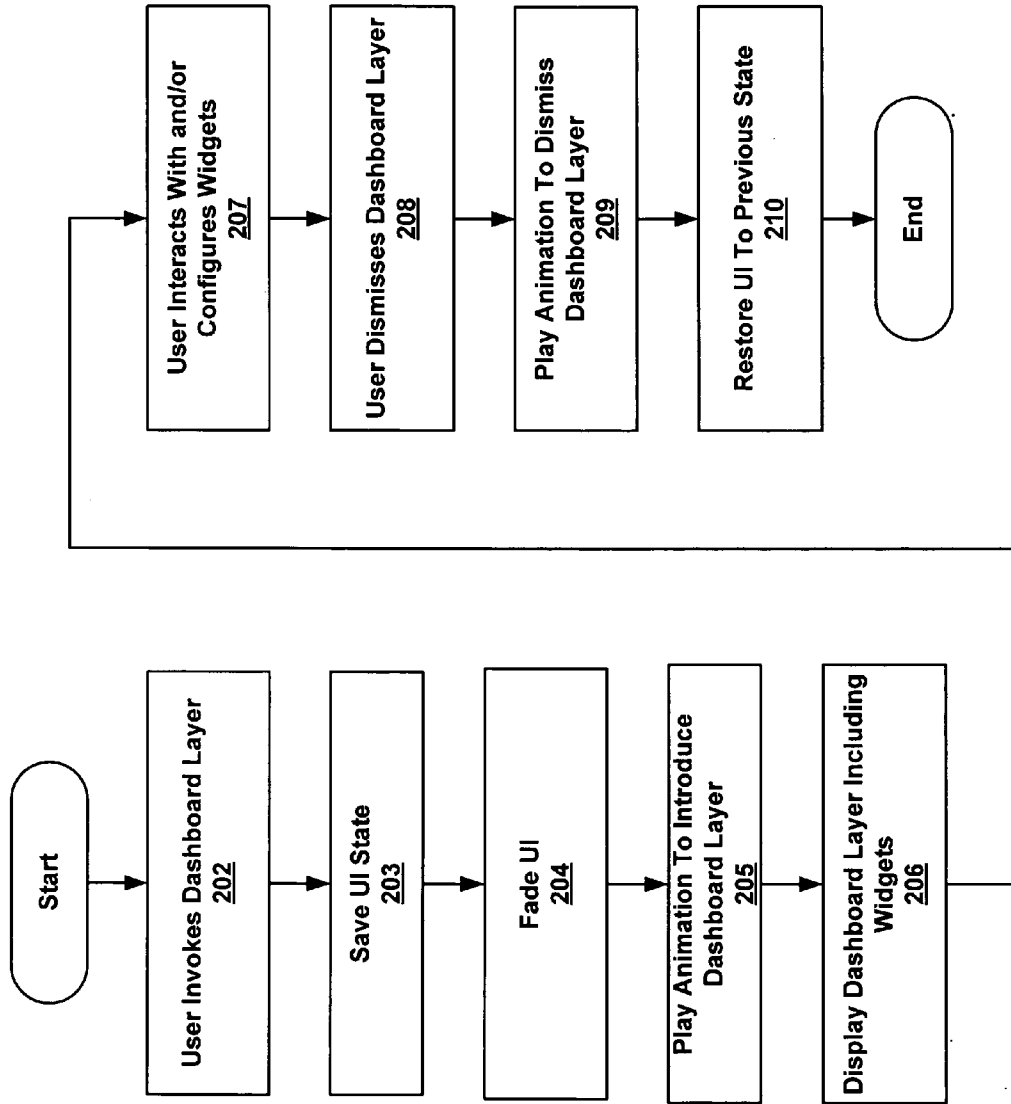 Start
User Invokes Dashboard Layer
202
Save UI State
203
Fade UI
204
Play Animation To Introduce
Dashboard Layer
205
Display Dashboard Layer Including
Widgets
206
User Interacts With and/or
Configures Widgets
207
User Dismisses Dashboard Layer
208
Play Animation To Dismiss
Dashboard Layer
209
Restore UI To Previous State
210
End